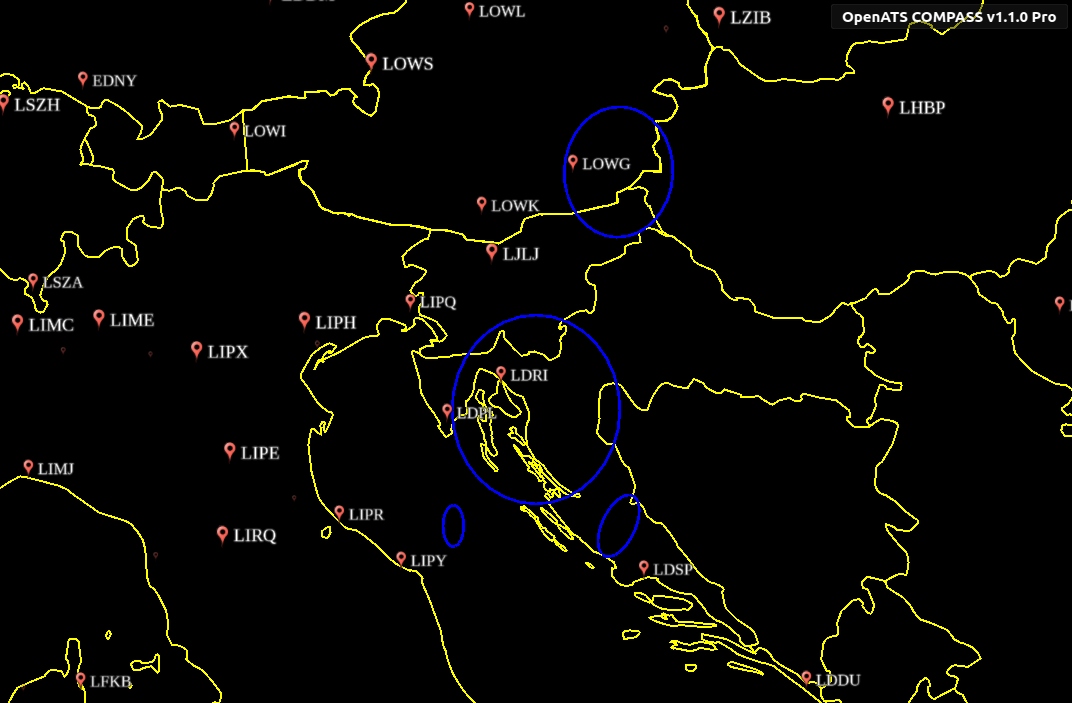 LOWL
LZIB
OpenATS COMPASS v1.1.0 Pro
LOWS
EDNY
LSZH
LHBP
LOWI
LOWG
LOWK
LJLJ
LSZA
LIPQ
LIMC
LIME
LIPH
LIPX
LDRI
LDPL
LIPE
LIMJ
LIPR
LIRQ
LIPY
LDSP
LFKB
LDDU